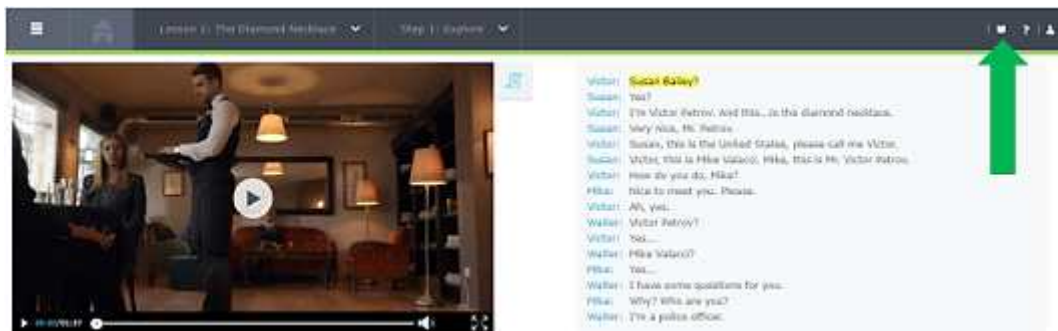 Lesson 1: The Diamond Necklace
Step 1: Explore
?
Victor: Susan Bailey?
Susan: Yes?
Victor: I'm Victor Petrov. And this...is the diamond necklace.
Susan: Very nice, Mr. Petrov.
Victor: Susan, this is the United States, please call me Victor.
Susan: Victor, this is Mike Valacci. Mike, this is Mr. Victor Petrov.
Victor: How do you do, Mike?
Mike: Nice to meet you. Please.
Victor: Ah, yes.
Waiter: Victor Petrov?
Victor: Yes...
Waiter: Mike Valacci?
Mike: Yes...
Waiter: I have some questions for you.
Mike: Why? Who are you?
Waiter: I'm a police officer.